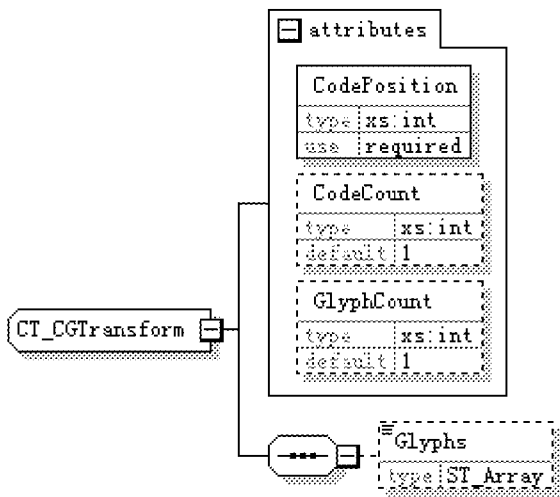 attributes
CodePosition
type xs:int
use required
CodeCount
type xs:int
default 1
GlyphCount
type xs:int
default 1
CT_CGTransform
Glyphs
type ST_Array